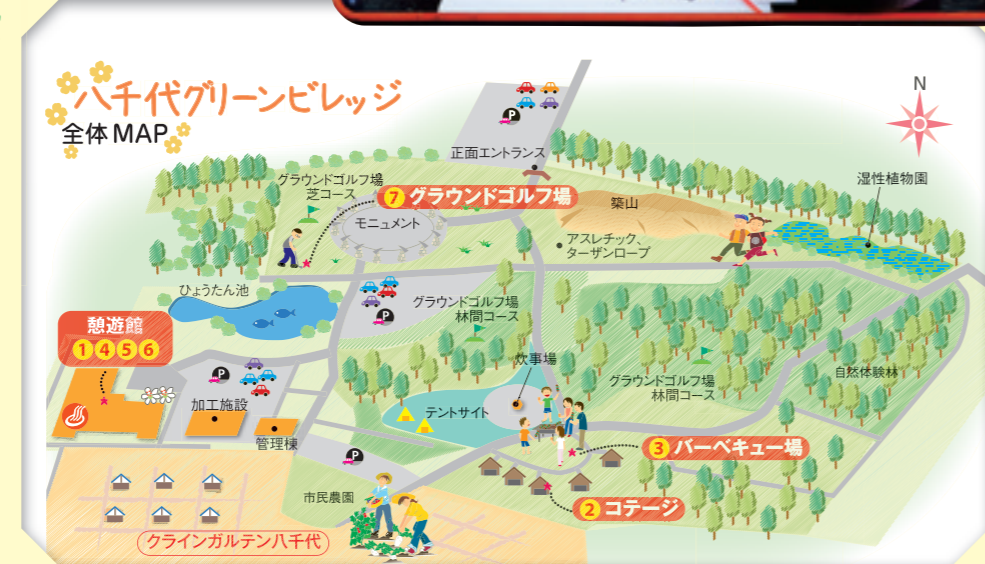 八千代グリーンビレッジ
全体MAP
N
P
正面エントランス
湿性植物園
グラウンドゴルフ場
芝コース
7 グラウンドゴルフ場
築山
モニュメント
アスレチック、
ターザンロープ
ひょうたん池
グラウンドゴルフ場
林間コース
P
憩遊館
1 4 5 6
炊事場
P
自然体験林
グラウンドゴルフ場
林間コース
加工施設
テントサイト
管理棟
3 バーベキュー場
P
市民農園
2 コテージ
クラインガルテン八千代